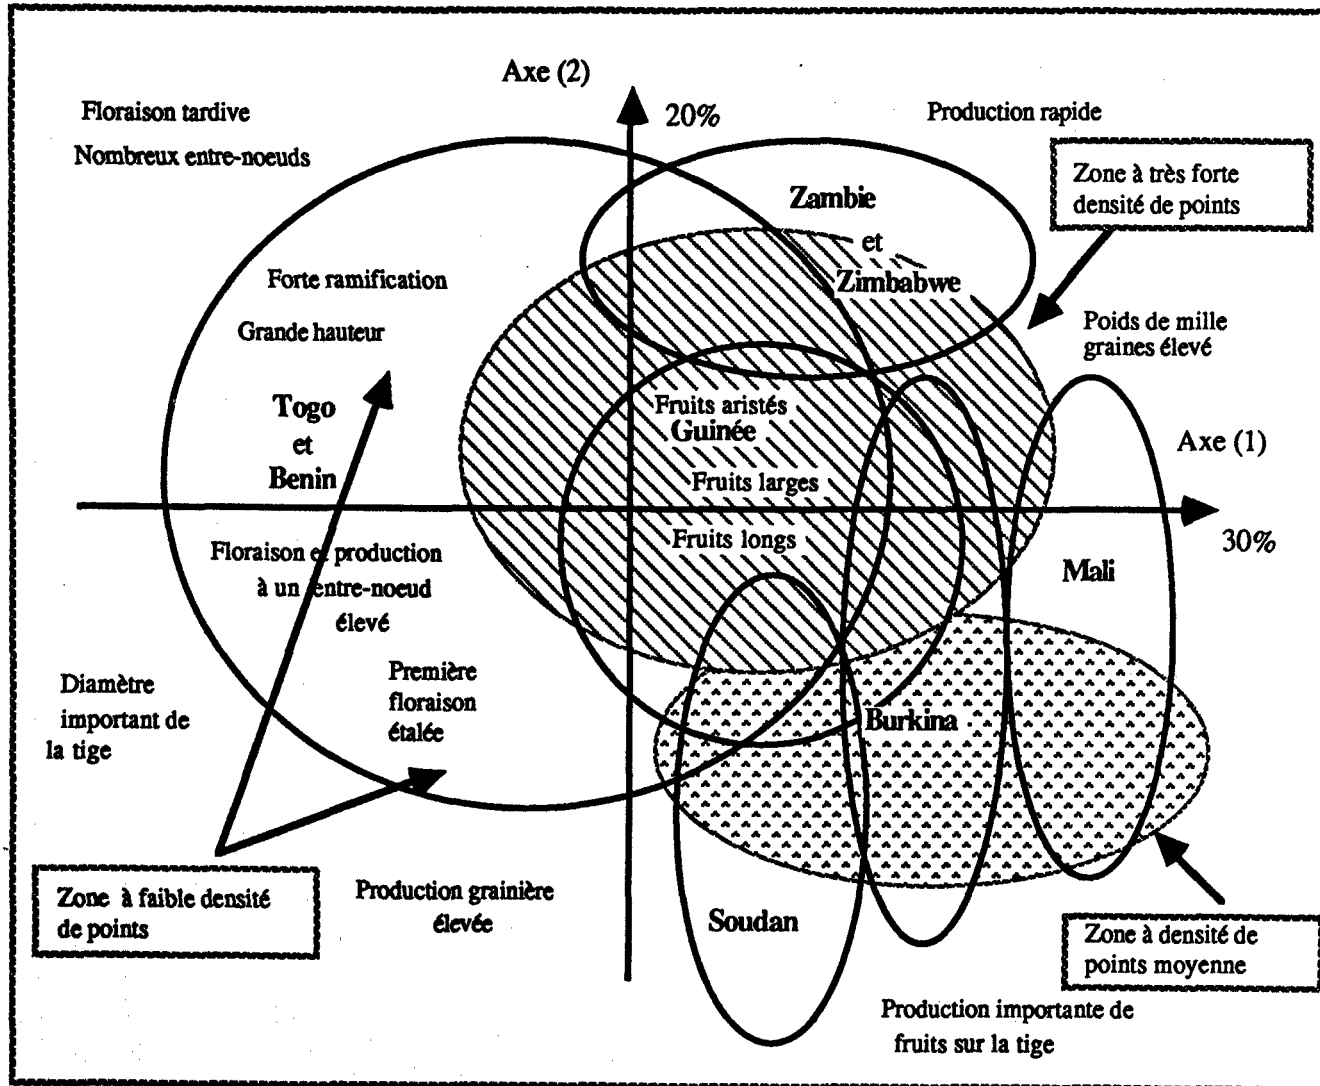 Axe (2)
20%
Floraison tardive
Nombreux entre-noeuds
Production rapide
Zone à très forte
densité de points
Zambie
et
Zimbabwe
Forte ramification
Grande hauteur
Poids de mille
graines élevé
Togo
et
Benin
Fruits aristés
Guinée
Fruits larges
Fruits longs
Axe (1)
30%
Mali
Floraison et production
à un entre-noeud
élevé
Première
floraison
étalée
Diamètre
important de
la tige
Burkina
Zone à faible densité
de points
Production grainière
élevée
Soudan
Zone à densité de
points moyenne
Production importante de
fruits sur la tige